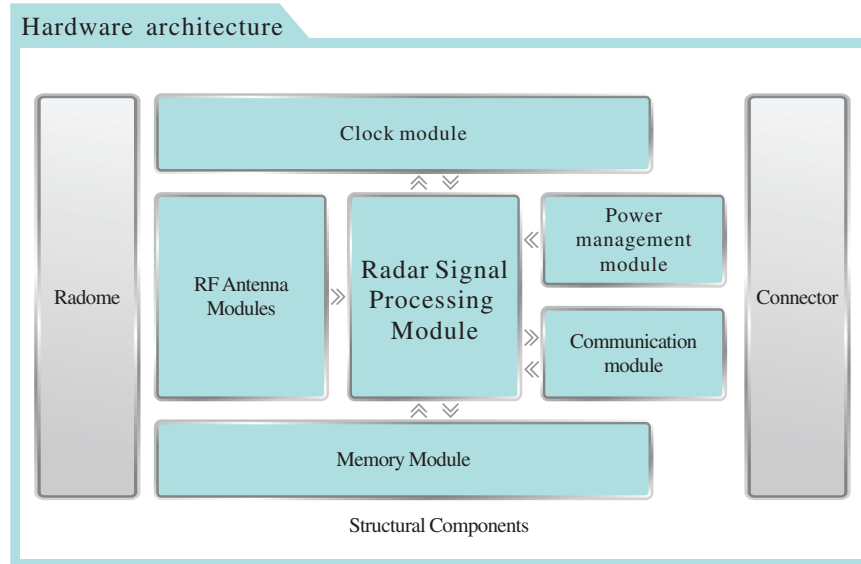 Hardware architecture
Clock module
Radome
RF Antenna
Modules
Radar Signal
Processing
Module
Power
management
module
Communication
module
Connector
Memory Module
Structural Components